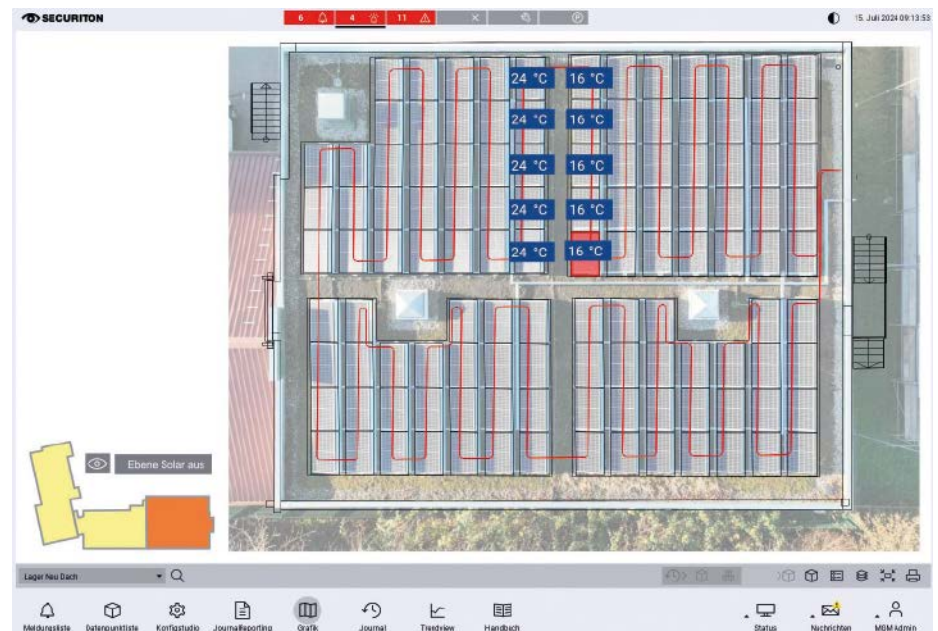 SECURITON
6 4 11
15. Juli 2024 09:13:53
24 °C 16 °C
24 °C 16 °C
24 °C 16 °C
24 °C 16 °C
24 °C 16 °C
Ebene Solar aus
Lager Neu Dach
Meldungsliste Datenpunktliste Konfigstudio JournalReporting Grafik Journal Trendview Handbuch Status Nachrichten MGM Admin